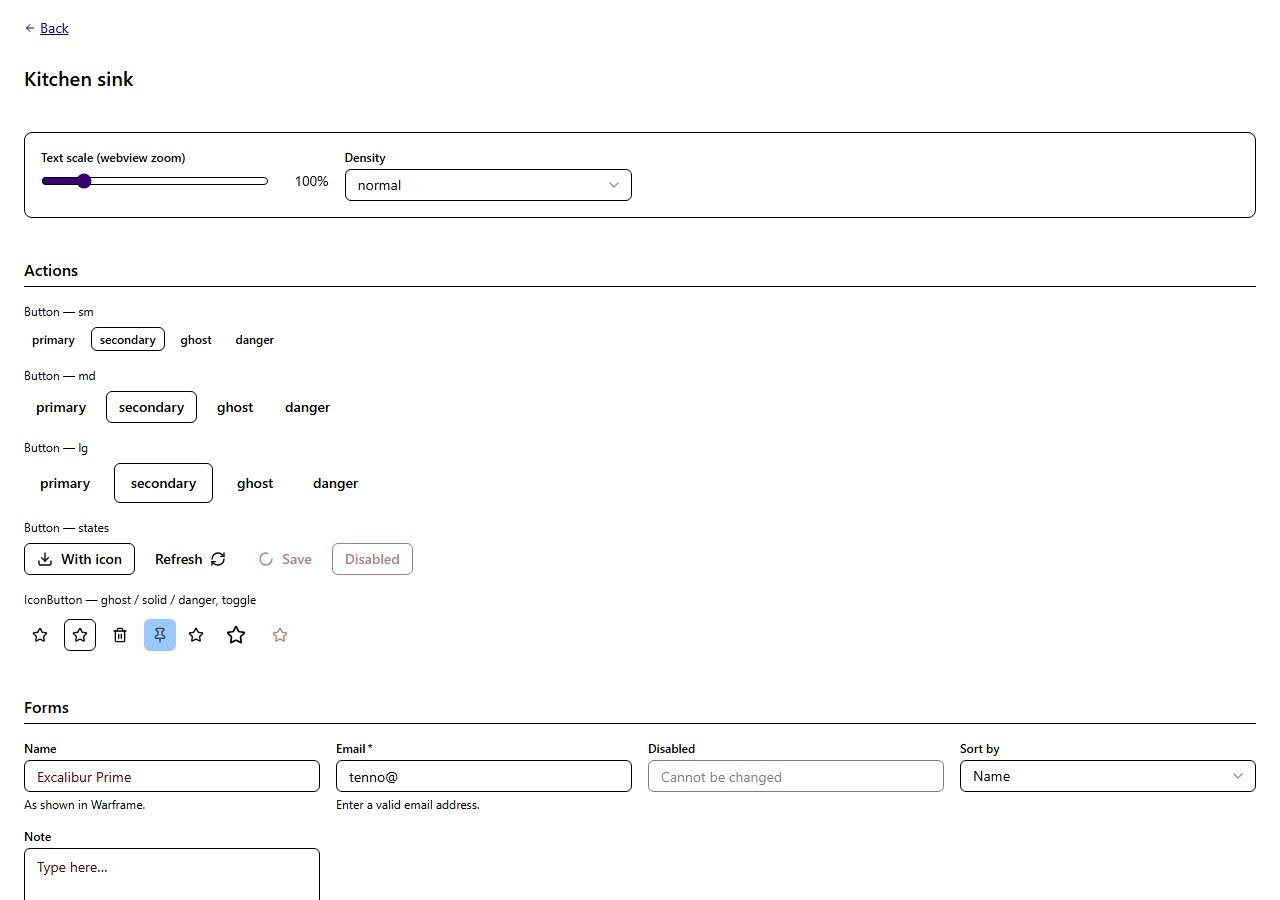 ← Back
Kitchen sink
Text scale (webview zoom)
100%
Density
normal
Actions
Button — sm
primary secondary ghost danger
Button — md
primary secondary ghost danger
Button — lg
primary secondary ghost danger
Button — states
With icon Refresh Save Disabled
IconButton — ghost / solid / danger, toggle
Forms
Name
Excalibur Prime
As shown in Warframe.
Email *
tenno@
Enter a valid email address.
Disabled
Cannot be changed
Sort by
Name
Note
Type here...